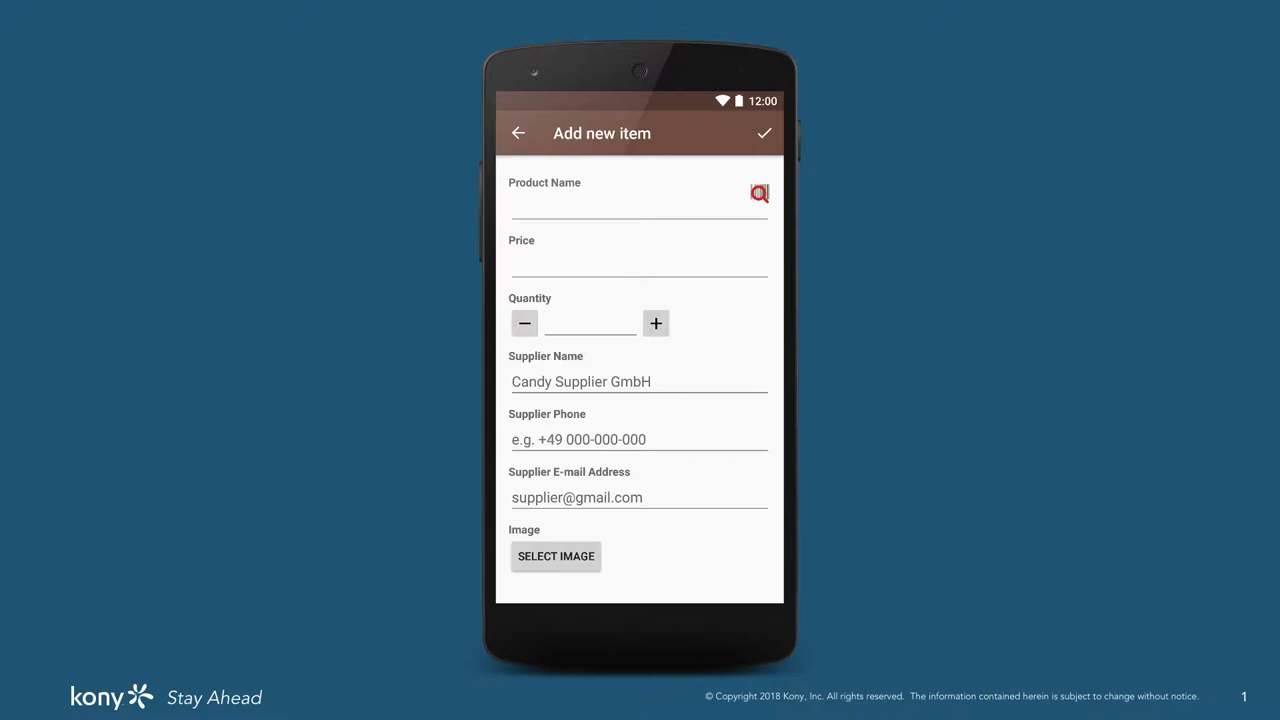 12:00
Add new item
Product Name
Price
Quantity
Supplier Name
Candy Supplier GmbH
Supplier Phone
e.g. +49 000-000-000
Supplier E-mail Address
supplier@gmail.com
Image
SELECT IMAGE
kony Stay Ahead
© Copyright 2018 Kony, Inc. All rights reserved. The information contained herein is subject to change without notice. 1